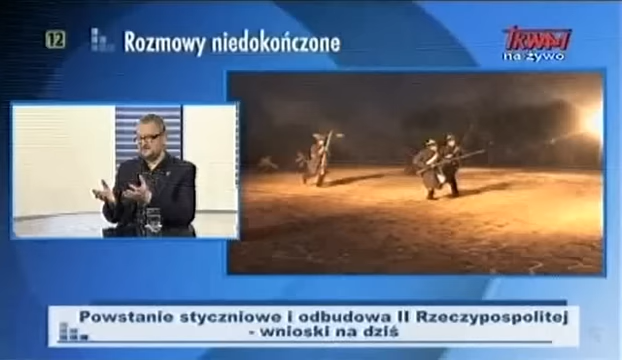 12
Rozmowy niedokończone
TRWAM
na żywo
Powstanie styczniowe i odbudowa II Rzeczypospolitej
- wnioski na dziś